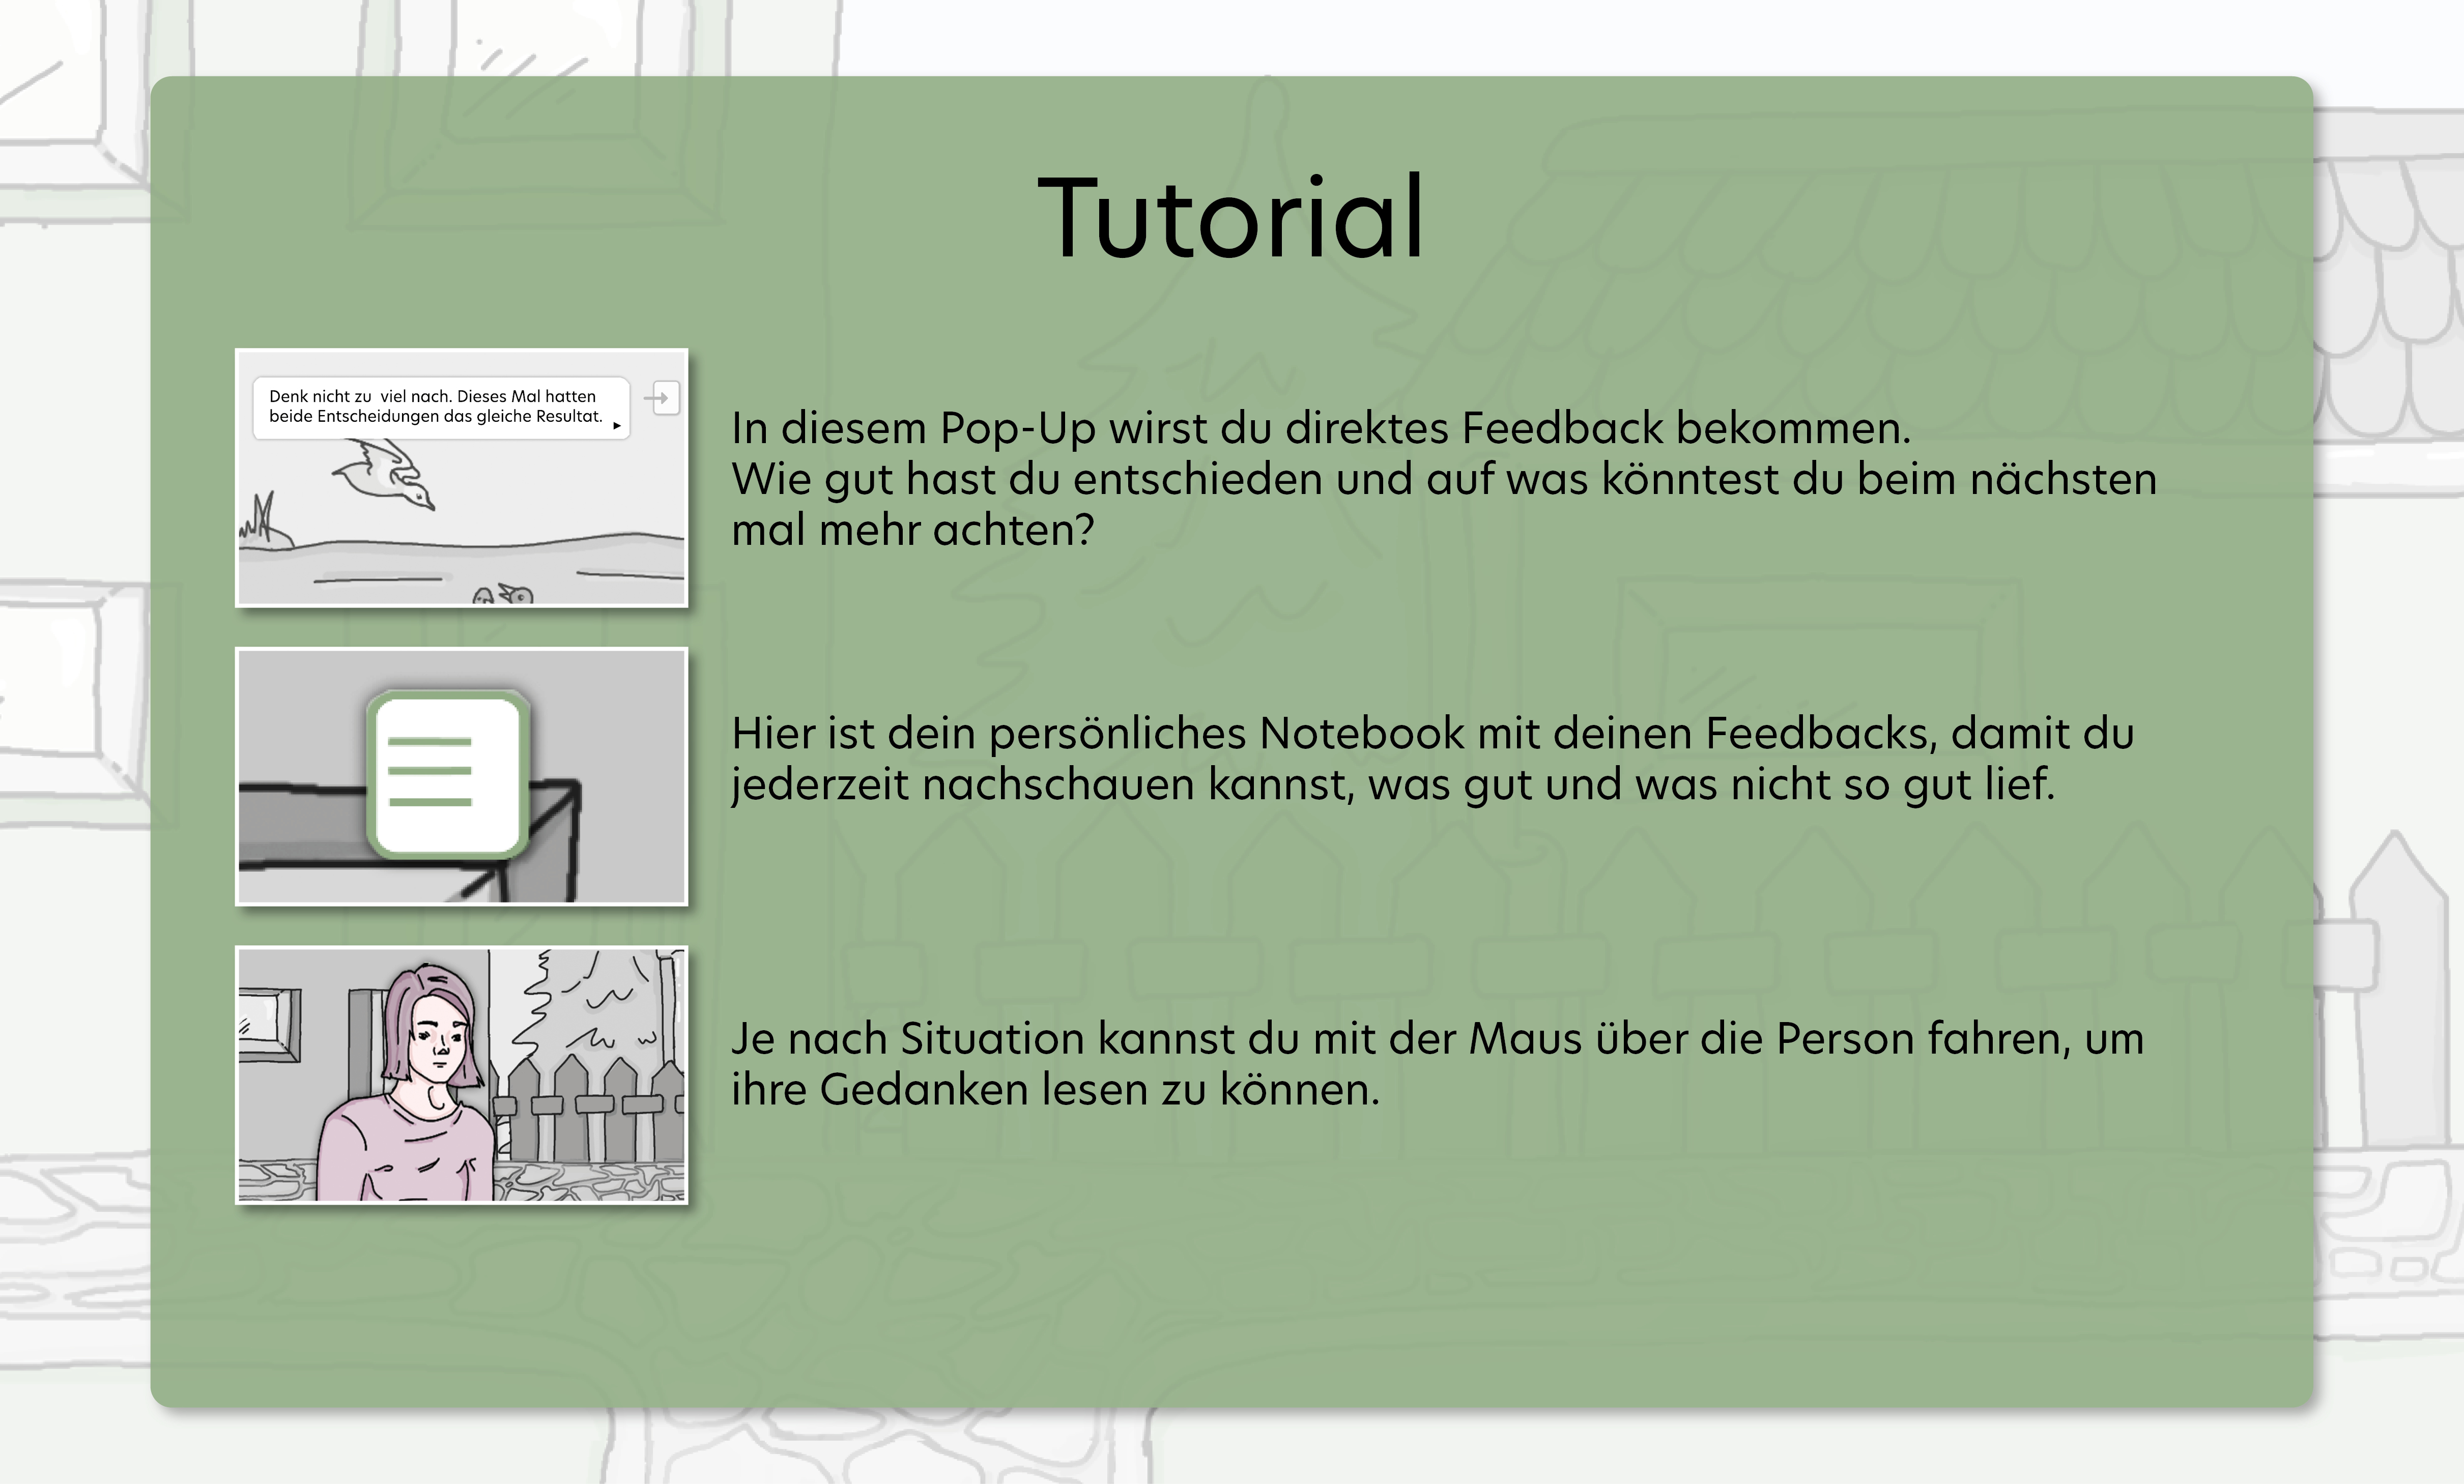 Tutorial
Denk nicht zu  viel nach. Dieses Mal hatten
beide Entscheidungen das gleiche Resultat.
In diesem Pop-Up wirst du direktes Feedback bekommen.
Wie gut hast du entschieden und auf was könntest du beim nächsten
mal mehr achten?
Hier ist dein persönliches Notebook mit deinen Feedbacks, damit du
jederzeit nachschauen kannst, was gut und was nicht so gut lief.
Je nach Situation kannst du mit der Maus über die Person fahren, um
ihre Gedanken lesen zu können.